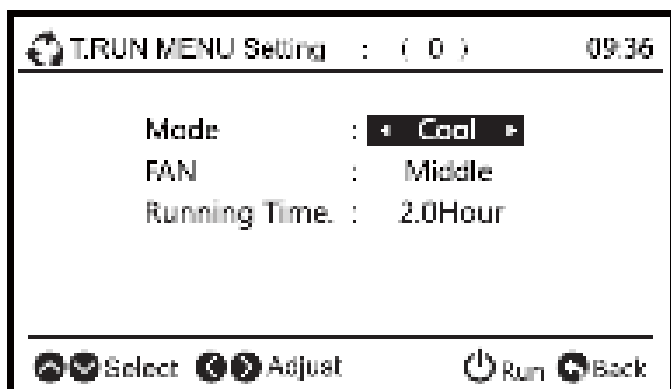 T.RUN MENU Setting : ( 0 ) 09:36
Mode : Cool
FAN : Middle
Running Time. : 2.0Hour
Select Adjust Run Back